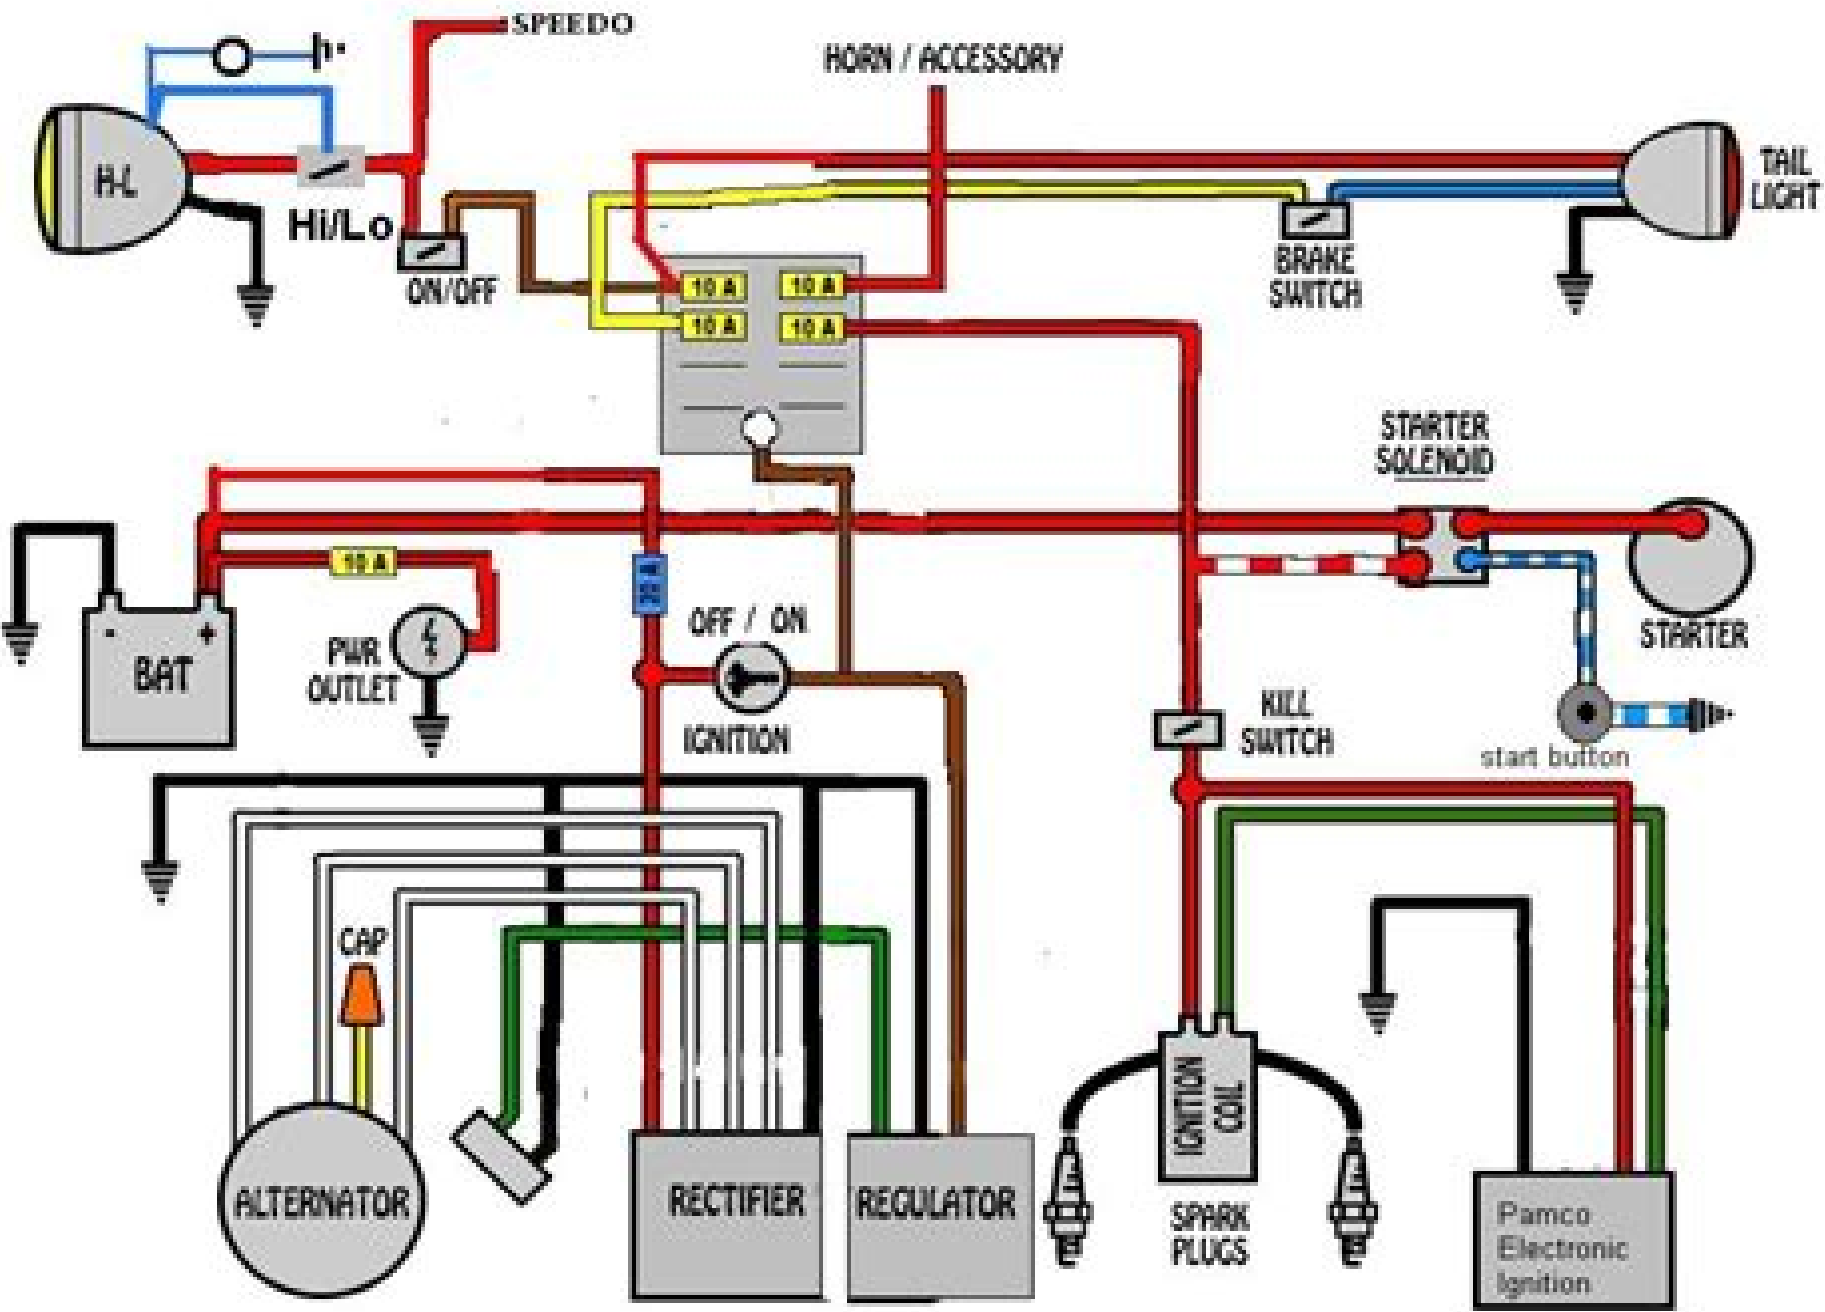 SPEEDO
HORN / ACCESSORY
H-L
Hi/Lo
ON/OFF
TAIL
LIGHT
BRAKE
SWITCH
10 A
10 A
10 A
10 A
STARTER
SOLENOID
10 A
OFF / ON
STARTER
- +
BAT
PWR
OUTLET
IGNITION
KILL
SWITCH
start button
CAP
ALTERNATOR
RECTIFIER
REGULATOR
IGNITION
COIL
SPARK
PLUGS
Pamco
Electronic
Ignition